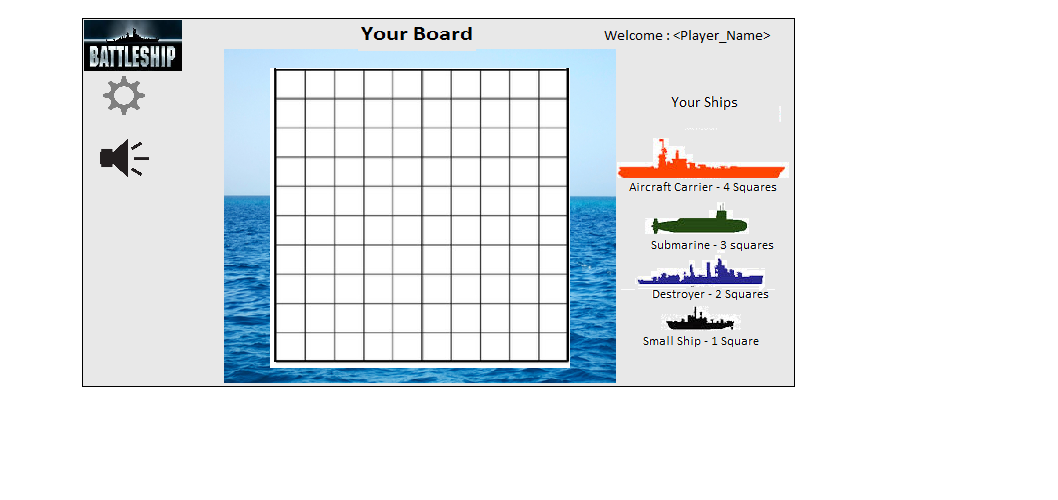 Your Board
Welcome : <Player_Name>
BATTLESHIP
Your Ships
Aircraft Carrier - 4 Squares
Submarine - 3 squares
Destroyer - 2 Squares
Small Ship - 1 Square